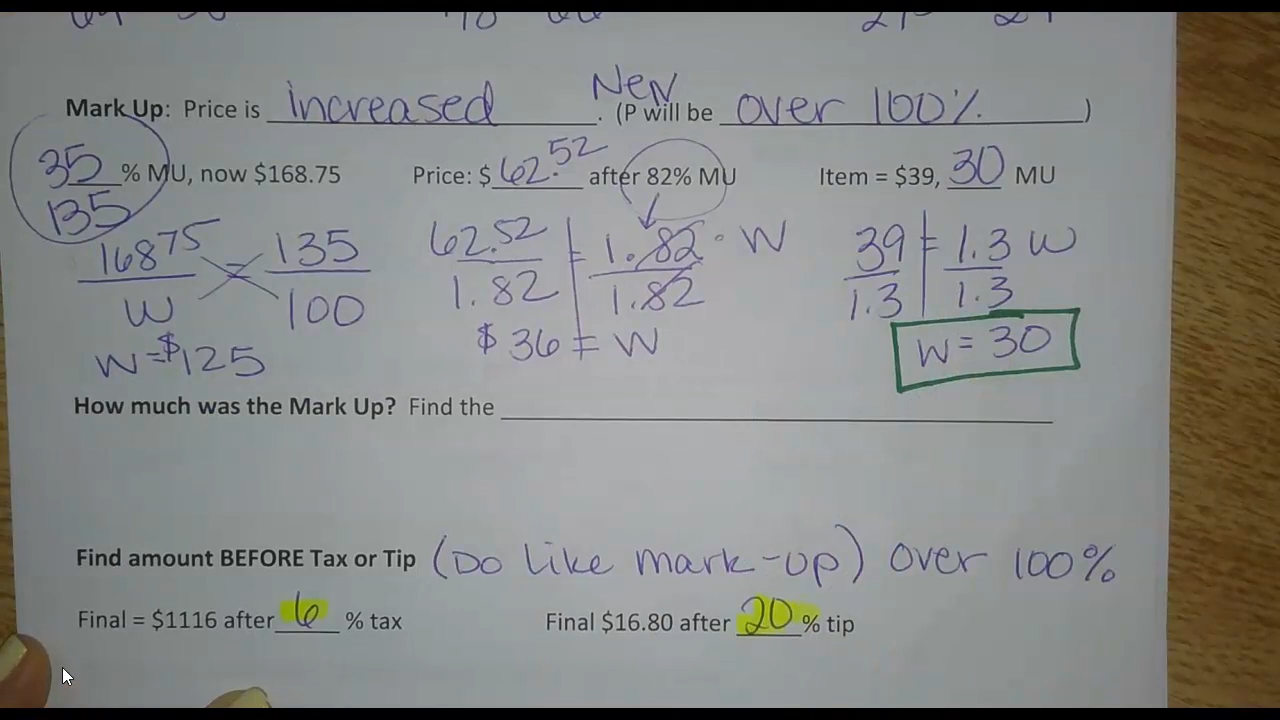 Mark Up: Price is increased. New (P will be over 100%)
35 % MU, now $168.75 Price: $ 62.52 after 82% MU Item = $39, 30 MU
135
168.75 135 62.52 = 1.82 · W 39 = 1.3 W
W 100 1.82 1.82 1.3 1.3
W = $125 $ 36 = W W = 30
How much was the Mark Up? Find the
Find amount BEFORE Tax or Tip (Do like mark-up) over 100%
Final = $1116 after 6 % tax Final $16.80 after 20 % tip